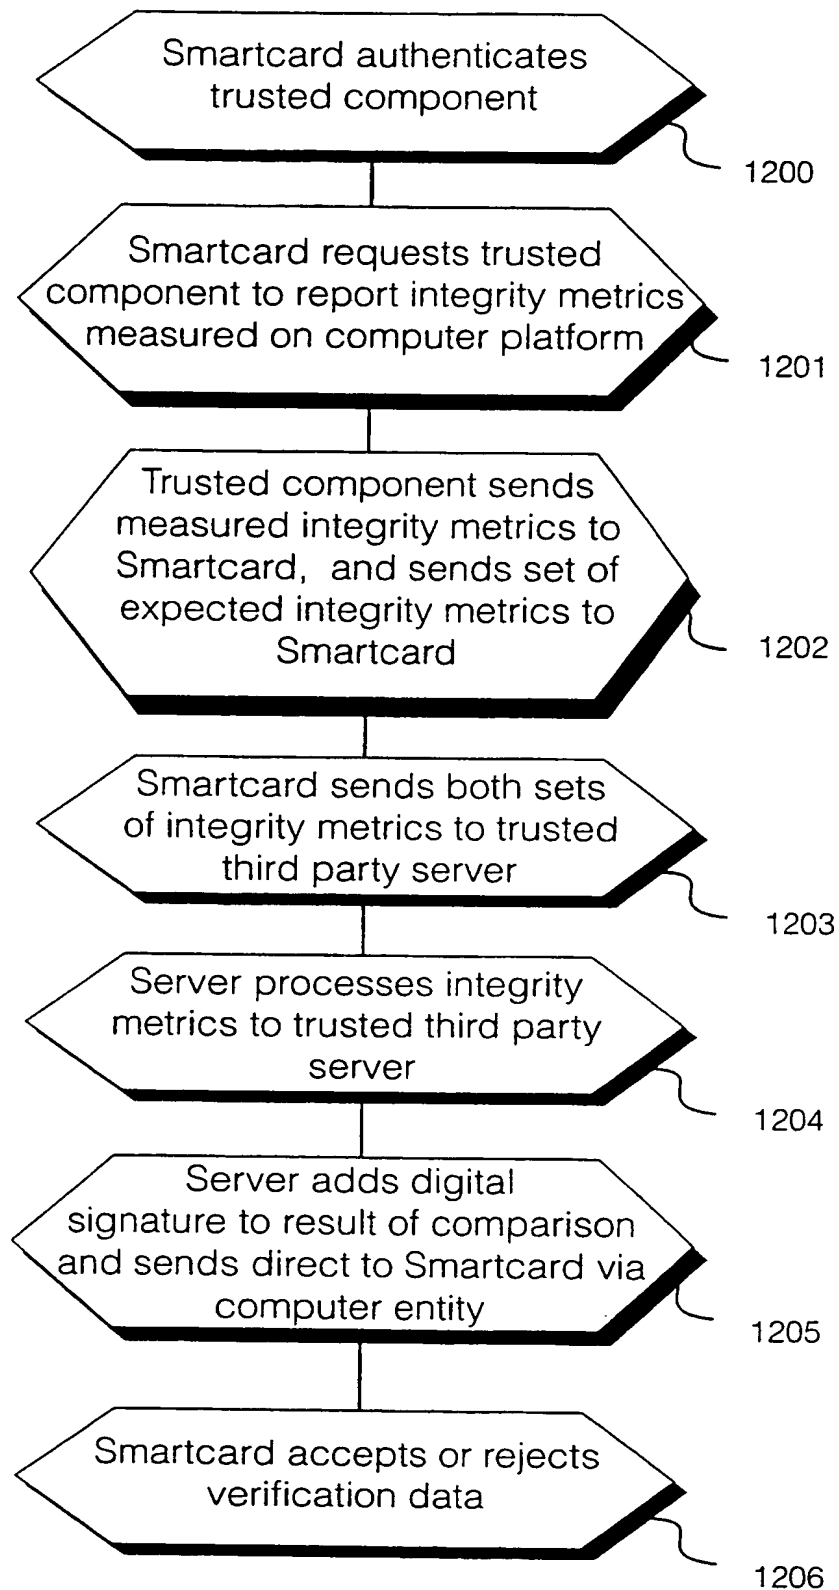 Smartcard authenticates
trusted component
1200
Smartcard requests trusted
component to report integrity metrics
measured on computer platform
1201
Trusted component sends
measured integrity metrics to
Smartcard, and sends set of
expected integrity metrics to
Smartcard
1202
Smartcard sends both sets
of integrity metrics to trusted
third party server
1203
Server processes integrity
metrics to trusted third party
server
1204
Server adds digital
signature to result of comparison
and sends direct to Smartcard via
computer entity
1205
Smartcard accepts or rejects
verification data
1206